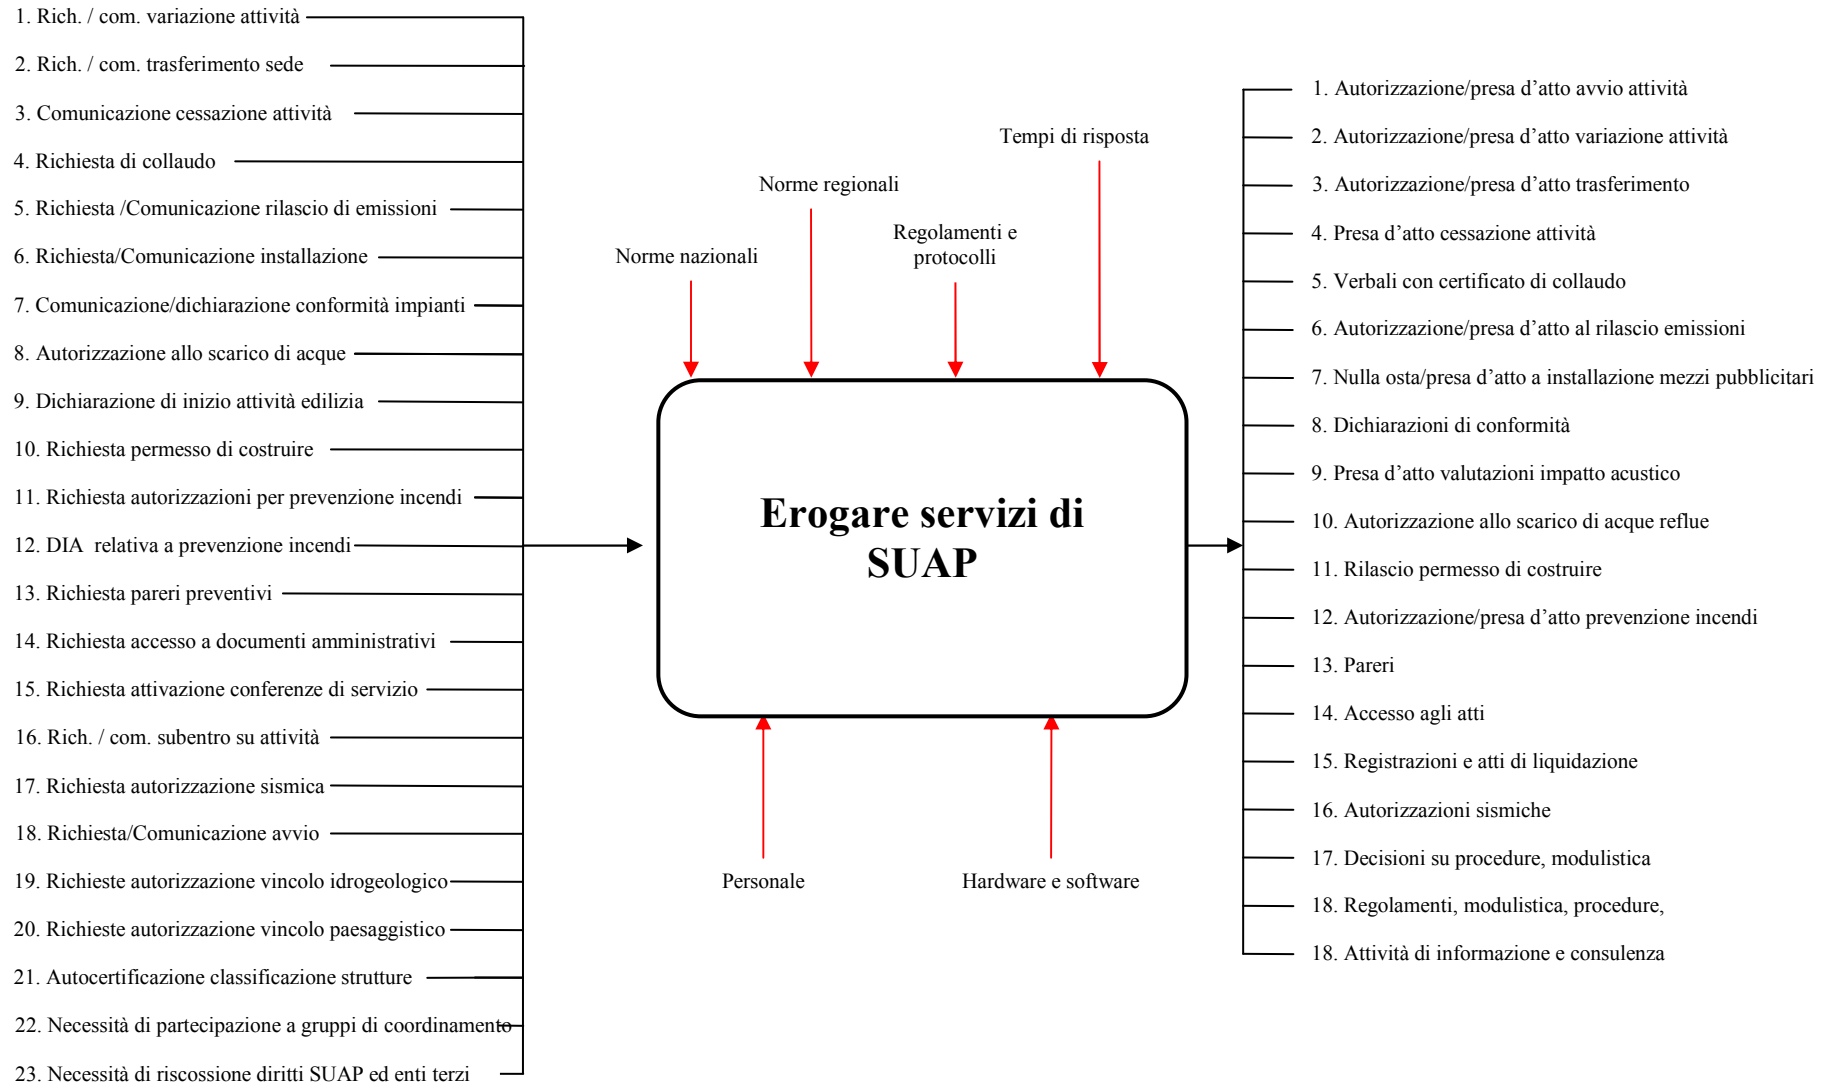 1. Rich. / com. variazione attività
2. Rich. / com. trasferimento sede
3. Comunicazione cessazione attività
4. Richiesta di collaudo
5. Richiesta /Comunicazione rilascio di emissioni
6. Richiesta/Comunicazione installazione
7. Comunicazione/dichiarazione conformità impianti
8. Autorizzazione allo scarico di acque
9. Dichiarazione di inizio attività edilizia
10. Richiesta permesso di costruire
11. Richiesta autorizzazioni per prevenzione incendi
12. DIA  relativa a prevenzione incendi
13. Richiesta pareri preventivi
14. Richiesta accesso a documenti amministrativi
15. Richiesta attivazione conferenze di servizio
16. Rich. / com. subentro su attività
17. Richiesta autorizzazione sismica
18. Richiesta/Comunicazione avvio
19. Richieste autorizzazione vincolo idrogeologico
20. Richieste autorizzazione vincolo paesaggistico
21. Autocertificazione classificazione strutture
22. Necessità di partecipazione a gruppi di coordinamento
23. Necessità di riscossione diritti SUAP ed enti terzi
Norme nazionali
Norme regionali
Regolamenti e
protocolli
Tempi di risposta
Erogare servizi di
SUAP
Personale
Hardware e software
1. Autorizzazione/presa d'atto avvio attività
2. Autorizzazione/presa d'atto variazione attività
3. Autorizzazione/presa d'atto trasferimento
4. Presa d'atto cessazione attività
5. Verbali con certificato di collaudo
6. Autorizzazione/presa d'atto al rilascio emissioni
7. Nulla osta/presa d'atto a installazione mezzi pubblicitari
8. Dichiarazioni di conformità
9. Presa d'atto valutazioni impatto acustico
10. Autorizzazione allo scarico di acque reflue
11. Rilascio permesso di costruire
12. Autorizzazione/presa d'atto prevenzione incendi
13. Pareri
14. Accesso agli atti
15. Registrazioni e atti di liquidazione
16. Autorizzazioni sismiche
17. Decisioni su procedure, modulistica
18. Regolamenti, modulistica, procedure,
18. Attività di informazione e consulenza